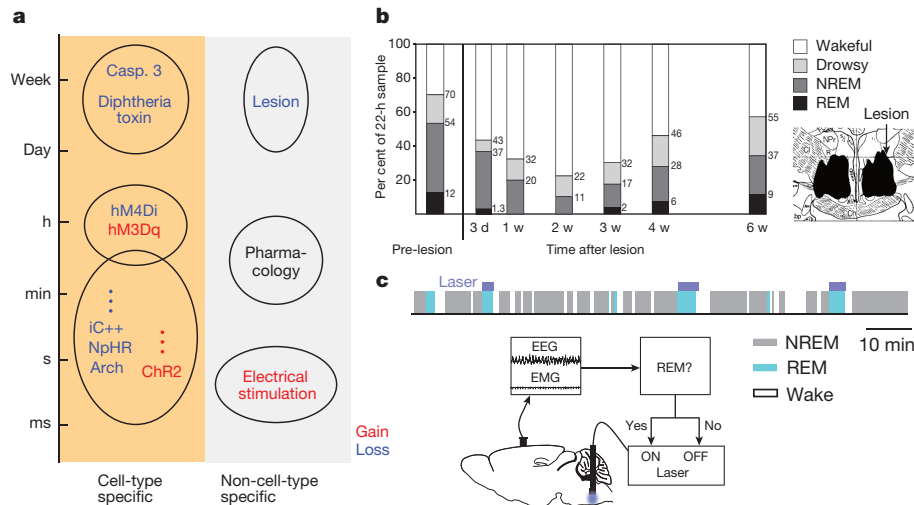 a
Week
Day
h
min
s
ms
Casp. 3
Diphtheria
toxin
hM4Di
hM3Dq
iC++
NpHR
Arch
ChR2
Lesion
Pharma-
cology
Electrical
stimulation
Gain
Loss
Cell-type
specific
Non-cell-type
specific
b
Per cent of 22-h sample
100
80
60
40
20
70
54
12
43
37
1.3
32
20
22
11
32
17
2
46
28
6
55
37
9
Pre-lesion
3 d
1 w
2 w
3 w
4 w
6 w
Time after lesion
Wakeful
Drowsy
NREM
REM
Lesion
c
Laser
10 min
NREM
REM
Wake
EEG
EMG
REM?
Yes
No
ON OFF
Laser